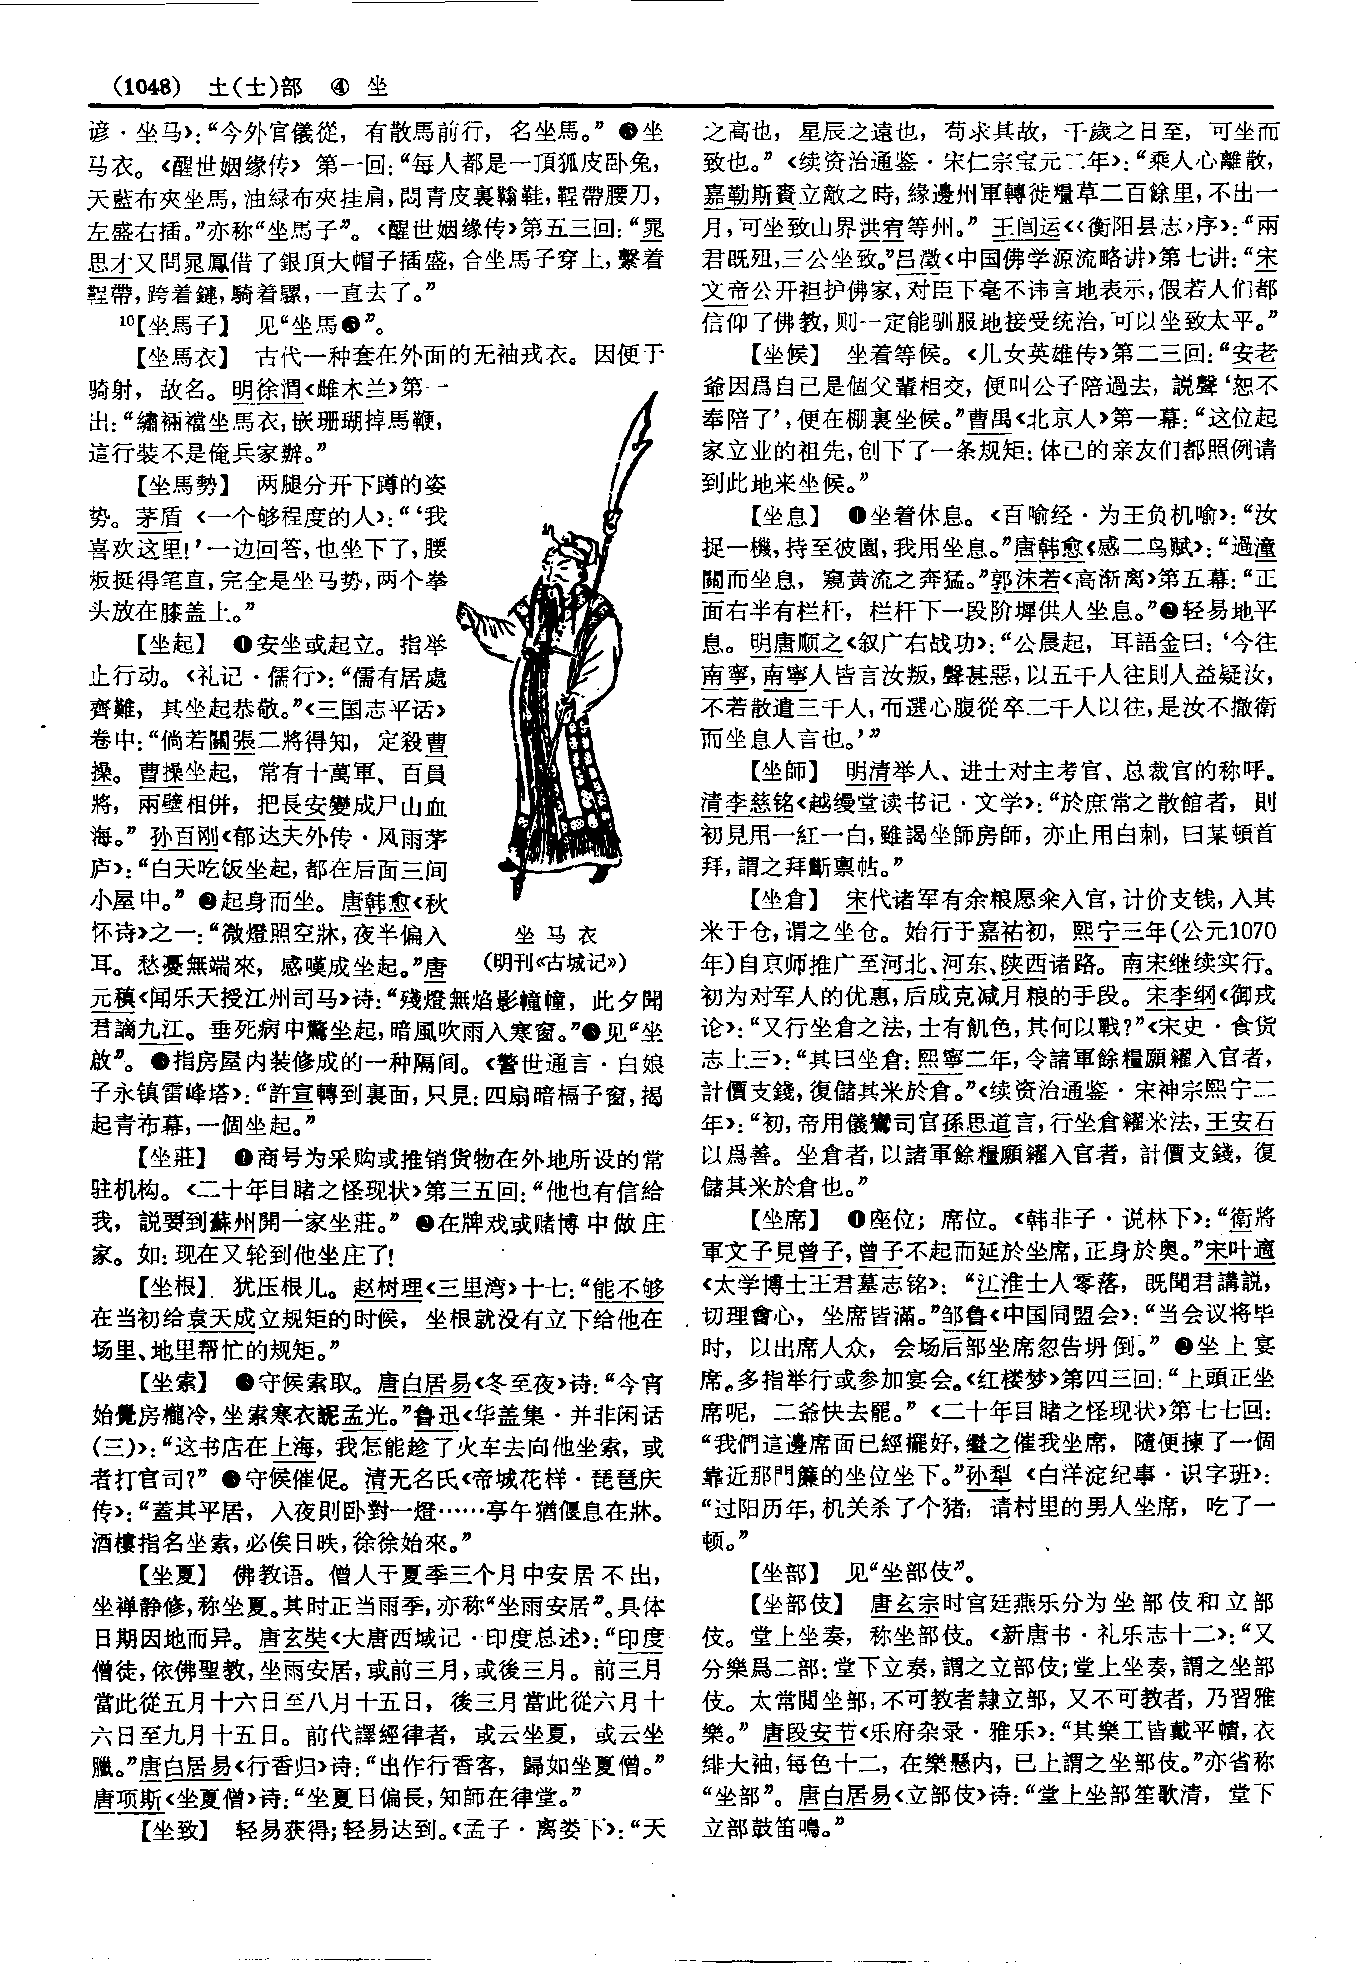 (1048) 土(士)部 ④ 坐
谚·坐马》：“今外官儀從，有散馬前行，名坐馬。”❸坐
马衣。《醒世姻缘传》第一回：“每人都是一頂狐皮卧兔，
天藍布夾坐馬，油緑布夾挂肩，悶青皮裏䩺鞋，鞓帶腰刀，
左盛右插。”亦称“坐馬子”。《醒世姻缘传》第五三回：“晁
思才又問晁鳳借了銀頂大帽子插盛，合坐馬子穿上，繫着
鞓帶，跨着鏈，騎着騾，一直去了。”
10【坐馬子】 见“坐馬❸”。
【坐馬衣】 古代一种套在外面的无袖戎衣。因便于
骑射，故名。明徐渭《雌木兰》第一
出：“繡裲襠坐馬衣，嵌珊瑚掉馬鞭，
這行裝不是俺兵家辦。”
【坐馬勢】 两腿分开下蹲的姿
势。茅盾《一个够程度的人》：“‘我
喜欢这里！’一边回答，也坐下了，腰
板挺得笔直，完全是坐马势，两个拳
头放在膝盖上。”
【坐起】 ❶安坐或起立。指举
止行动。《礼记·儒行》：“儒有居處
齊難，其坐起恭敬。”《三国志平话》
卷中：“倘若關張二將得知，定殺曹
操。曹操坐起，常有十萬軍、百員
將，兩壁相併，把長安變成尸山血
海。”孙百刚《郁达夫外传·风雨茅
庐》：“白天吃饭坐起，都在后面三间
小屋中。”❷起身而坐。唐韩愈《秋
怀诗》之一：“微燈照空牀，夜半偏入
耳。愁憂無端來，感嘆成坐起。”唐
坐马衣
（明刊《古城记》）
元稹《闻乐天授江州司马》诗：“殘燈無焰影幢幢，此夕聞
君謫九江。垂死病中驚坐起，暗風吹雨入寒窗。”❸见“坐
啟”。❹指房屋内装修成的一种隔间。《警世通言·白娘
子永镇雷峰塔》：“許宣轉到裏面，只見：四扇暗槅子窗，揭
起青布幕，一個坐起。”
【坐莊】 ❶商号为采购或推销货物在外地所设的常
驻机构。《二十年目睹之怪现状》第三五回：“他也有信給
我，説要到蘇州開一家坐莊。”❷在牌戏或赌博中做庄
家。如：现在又轮到他坐庄了！
【坐根】 犹压根儿。赵树理《三里湾》十七：“能不够
在当初给袁天成立规矩的时候，坐根就没有立下给他在
场里、地里帮忙的规矩。”
【坐索】 ❶守候索取。唐白居易《冬至夜》诗：“今宵
始覺房櫳冷，坐索寒衣託孟光。”鲁迅《华盖集·并非闲话
(三)》：“这书店在上海，我怎能趁了火车去向他坐索，或
者打官司？”❷守候催促。清无名氏《帝城花样·琵琶庆
传》：“蓋其平居，入夜則卧對一燈……亭午猶偃息在牀。
酒樓指名坐索，必俟日昳，徐徐始來。”
【坐夏】 佛教语。僧人于夏季三个月中安居不出，
坐禅静修，称坐夏。其时正当雨季，亦称“坐雨安居”。具体
日期因地而异。唐玄奘《大唐西域记·印度总述》：“印度
僧徒，依佛聖教，坐雨安居，或前三月，或後三月。前三月
當此從五月十六日至八月十五日，後三月當此從六月十
六日至九月十五日。前代譯經律者，或云坐夏，或云坐
臘。”唐白居易《行香归》诗：“出作行香客，歸如坐夏僧。”
唐项斯《坐夏僧》诗：“坐夏日偏長，知師在律堂。”
【坐致】 轻易获得；轻易达到。《孟子·离娄下》：“天
之高也，星辰之遠也，苟求其故，千歲之日至，可坐而
致也。”《续资治通鉴·宋仁宗宝元二年》：“乘人心離散，
嘉勒斯賚立敵之時，緣邊州軍轉徙糧草二百餘里，不出一
月，可坐致山界洪宥等州。”王闿运《〈衡阳县志〉序》：“兩
君既殂，三公坐致。”吕澂《中国佛学源流略讲》第七讲：“宋
文帝公开袒护佛家，对臣下毫不讳言地表示，假若人们都
信仰了佛教，则一定能驯服地接受统治，可以坐致太平。”
【坐候】 坐着等候。《儿女英雄传》第二三回：“安老
爺因爲自己是個父輩相交，便叫公子陪過去，説聲‘恕不
奉陪了’，便在棚裏坐候。”曹禺《北京人》第一幕：“这位起
家立业的祖先，创下了一条规矩：体己的亲友们都照例请
到此地来坐候。”
【坐息】 ❶坐着休息。《百喻经·为王负机喻》：“汝
捉一機，持至彼園，我用坐息。”唐韩愈《感二鸟赋》：“過潼
關而坐息，窺黄流之奔猛。”郭沫若《高渐离》第五幕：“正
面右半有栏杆，栏杆下一段阶墀供人坐息。”❷轻易地平
息。明唐顺之《叙广右战功》：“公晨起，耳語金曰：‘今往
南寧，南寧人皆言汝叛，聲甚惡，以五千人往則人益疑汝，
不若散遣三千人，而選心腹從卒二千人以往，是汝不撤衛
而坐息人言也。’”
【坐師】 明清举人、进士对主考官、总裁官的称呼。
清李慈铭《越缦堂读书记·文学》：“於庶常之散館者，則
初見用一紅一白，雖謁坐師房師，亦止用白刺，曰某頓首
拜，謂之拜斷禀帖。”
【坐倉】 宋代诸军有余粮愿籴入官，计价支钱，入其
米于仓，谓之坐仓。始行于嘉祐初，熙宁三年(公元1070
年)自京师推广至河北、河东、陕西诸路。南宋继续实行。
初为对军人的优惠，后成克减月粮的手段。宋李纲《御戎
论》：“又行坐倉之法，士有飢色，其何以戰？”《宋史·食货
志上三》：“其曰坐倉：熙寧二年，令諸軍餘糧願糴入官者，
計價支錢，復儲其米於倉。”《续资治通鉴·宋神宗熙宁二
年》：“初，帝用儀鸞司官孫思道言，行坐倉糴米法，王安石
以爲善。坐倉者，以諸軍餘糧願糴入官者，計價支錢，復
儲其米於倉也。”
【坐席】 ❶座位；席位。《韩非子·说林下》：“衛將
軍文子見曾子，曾子不起而延於坐席，正身於奥。”宋叶適
《太学博士王君墓志铭》：“江淮士人零落，既聞君講説，
切理會心，坐席皆滿。”邹鲁《中国同盟会》：“当会议将毕
时，以出席人众，会场后部坐席忽告坍倒。”❷坐上宴
席。多指举行或参加宴会。《红楼梦》第四三回：“上頭正坐
席呢，二爺快去罷。”《二十年目睹之怪现状》第七七回：
“我們這邊席面已經擺好，繼之催我坐席，隨便揀了一個
靠近那門簾的坐位坐下。”孙犁《白洋淀纪事·识字班》：
“过阳历年，机关杀了个猪，请村里的男人坐席，吃了一
顿。”
【坐部】 见“坐部伎”。
【坐部伎】 唐玄宗时宫廷燕乐分为坐部伎和立部
伎。堂上坐奏，称坐部伎。《新唐书·礼乐志十二》：“又
分樂爲二部：堂下立奏，謂之立部伎；堂上坐奏，謂之坐部
伎。太常閲坐部，不可教者隸立部，又不可教者，乃習雅
樂。”唐段安节《乐府杂录·雅乐》：“其樂工皆戴平幘，衣
緋大袖，每色十二，在樂懸内，已上謂之坐部伎。”亦省称
“坐部”。唐白居易《立部伎》诗：“堂上坐部笙歌清，堂下
立部鼓笛鳴。”